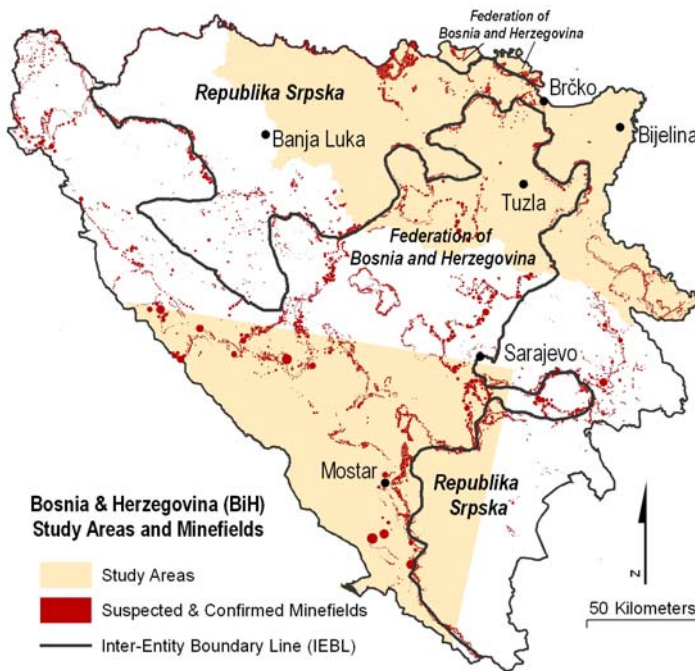 Federation of
Bosnia and Herzegovina
Republika Srpska
Brčko
Banja Luka
Bijelina
Tuzla
Federation of
Bosnia and Herzegovina
Sarajevo
Mostar
Republika
Srpska
Bosnia & Herzegovina (BiH)
Study Areas and Minefields
Study Areas
Suspected & Confirmed Minefields
Inter-Entity Boundary Line (IEBL)
N
50 Kilometers